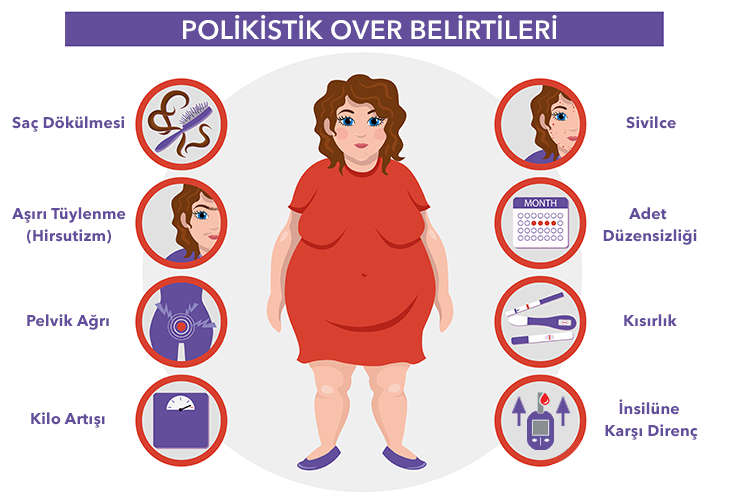 POLİKİSTİK OVER BELİRTİLERİ
Saç Dökülmesi
Aşırı Tüylenme
(Hirsutizm)
Pelvik Ağrı
Kilo Artışı
Sivilce
MONTH
Adet
Düzensizliği
Kısırlık
İnsilüne
Karşı Direnç